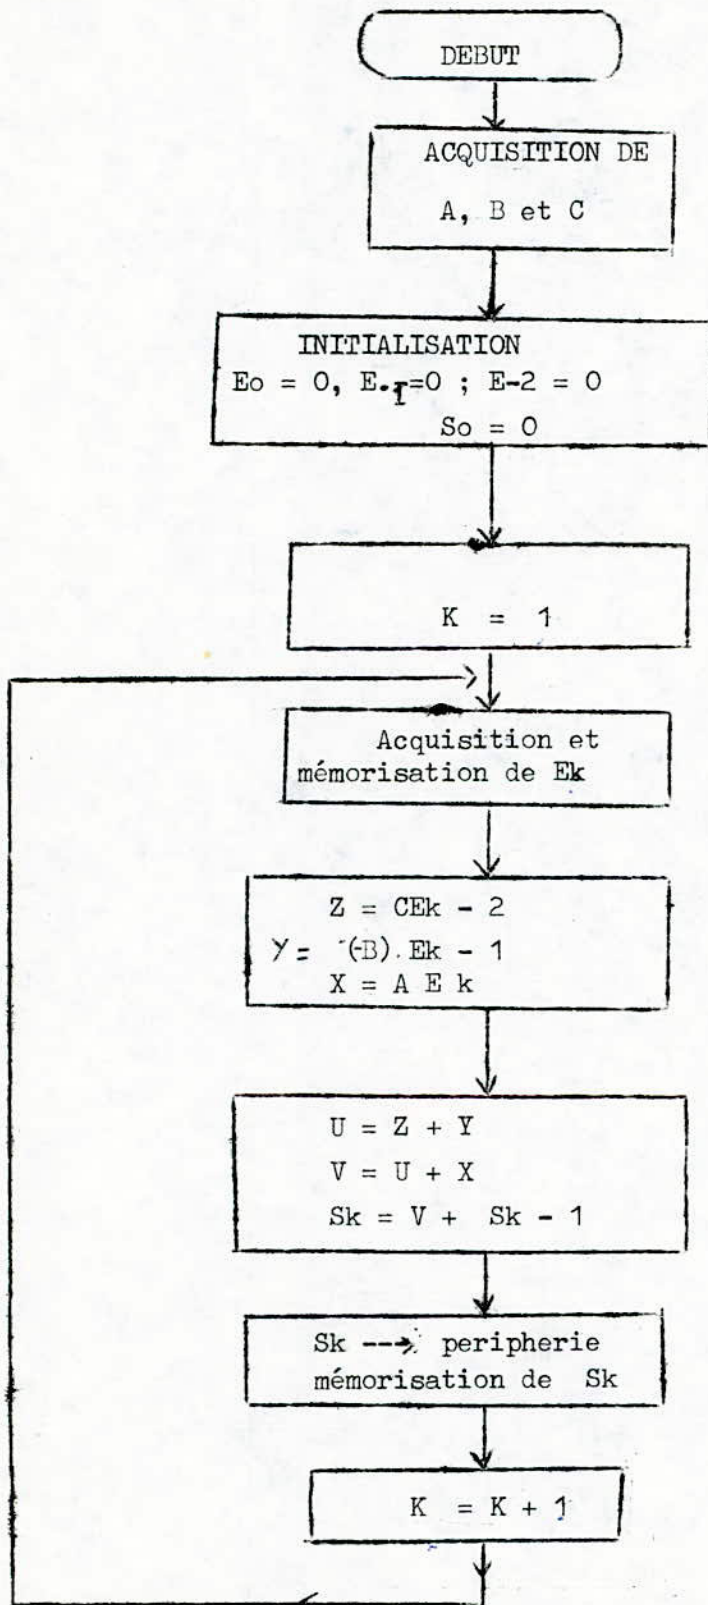 DEBUT
ACQUISITION DE
A, B et C
INITIALISATION
Eo = 0, E-I=0 ; E-2 = 0
So = 0
K = 1
Acquisition et
mémorisation de Ek
Z = CEk - 2
Y = (-B). Ek - 1
X = A E k
U = Z + Y
V = U + X
Sk = V + Sk - 1
Sk ---> peripherie
mémorisation de Sk
K = K + 1